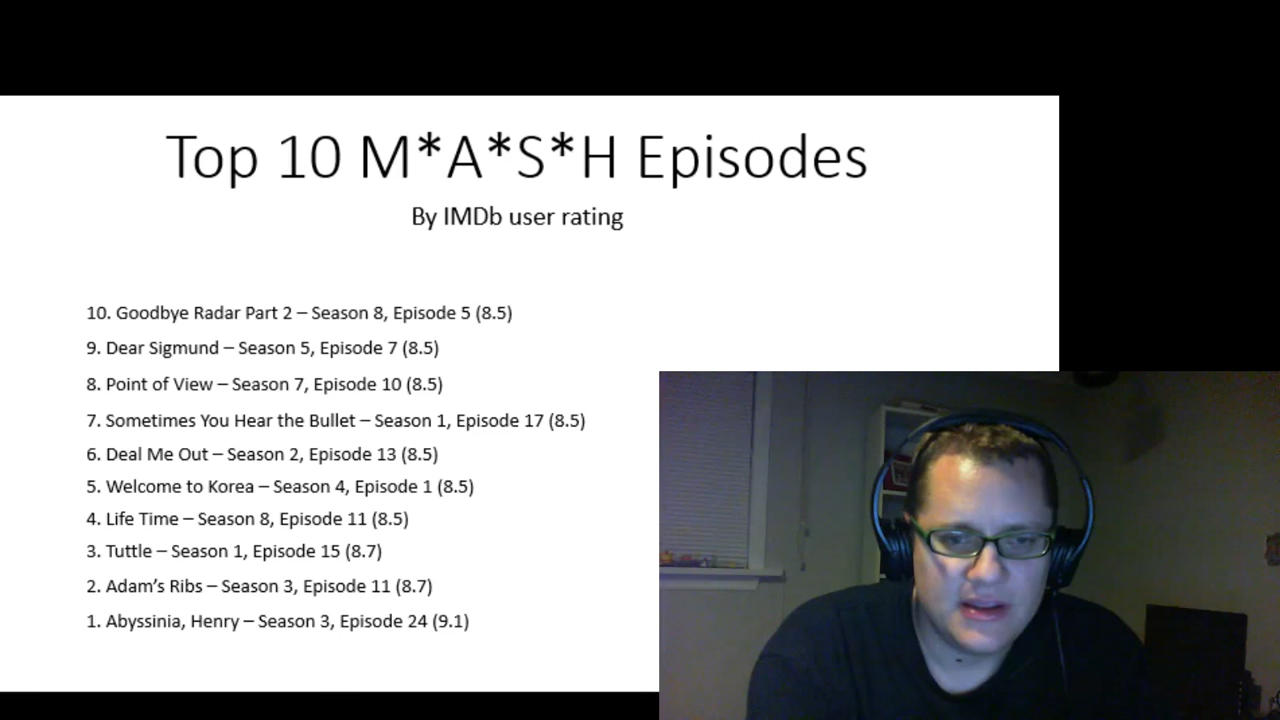 Top 10 M*A*S*H Episodes
By IMDb user rating
10. Goodbye Radar Part 2 – Season 8, Episode 5 (8.5)
9. Dear Sigmund – Season 5, Episode 7 (8.5)
8. Point of View – Season 7, Episode 10 (8.5)
7. Sometimes You Hear the Bullet – Season 1, Episode 17 (8.5)
6. Deal Me Out – Season 2, Episode 13 (8.5)
5. Welcome to Korea – Season 4, Episode 1 (8.5)
4. Life Time – Season 8, Episode 11 (8.5)
3. Tuttle – Season 1, Episode 15 (8.7)
2. Adam’s Ribs – Season 3, Episode 11 (8.7)
1. Abyssinia, Henry – Season 3, Episode 24 (9.1)